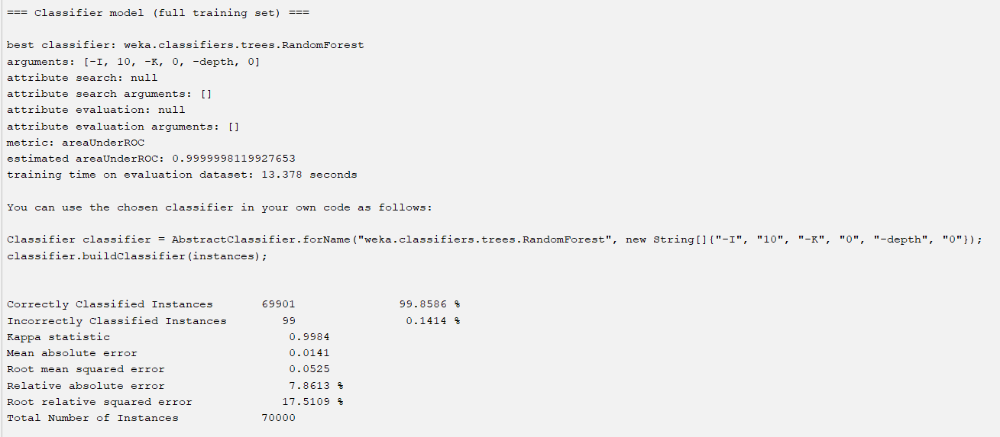 === Classifier model (full training set) ===
best classifier: weka.classifiers.trees.RandomForest
arguments: [-I, 10, -K, 0, -depth, 0]
attribute search: null
attribute search arguments: []
attribute evaluation: null
attribute evaluation arguments: []
metric: areaUnderROC
estimated areaUnderROC: 0.9999998119927653
training time on evaluation dataset: 13.378 seconds
You can use the chosen classifier in your own code as follows:
Classifier classifier = AbstractClassifier.forName("weka.classifiers.trees.RandomForest", new String[]{"-I", "10", "-K", "0", "-depth", "0"});
classifier.buildClassifier(instances);
Correctly Classified Instances 69901 99.8586 %
Incorrectly Classified Instances 99 0.1414 %
Kappa statistic 0.9984
Mean absolute error 0.0141
Root mean squared error 0.0525
Relative absolute error 7.8613 %
Root relative squared error 17.5109 %
Total Number of Instances 70000